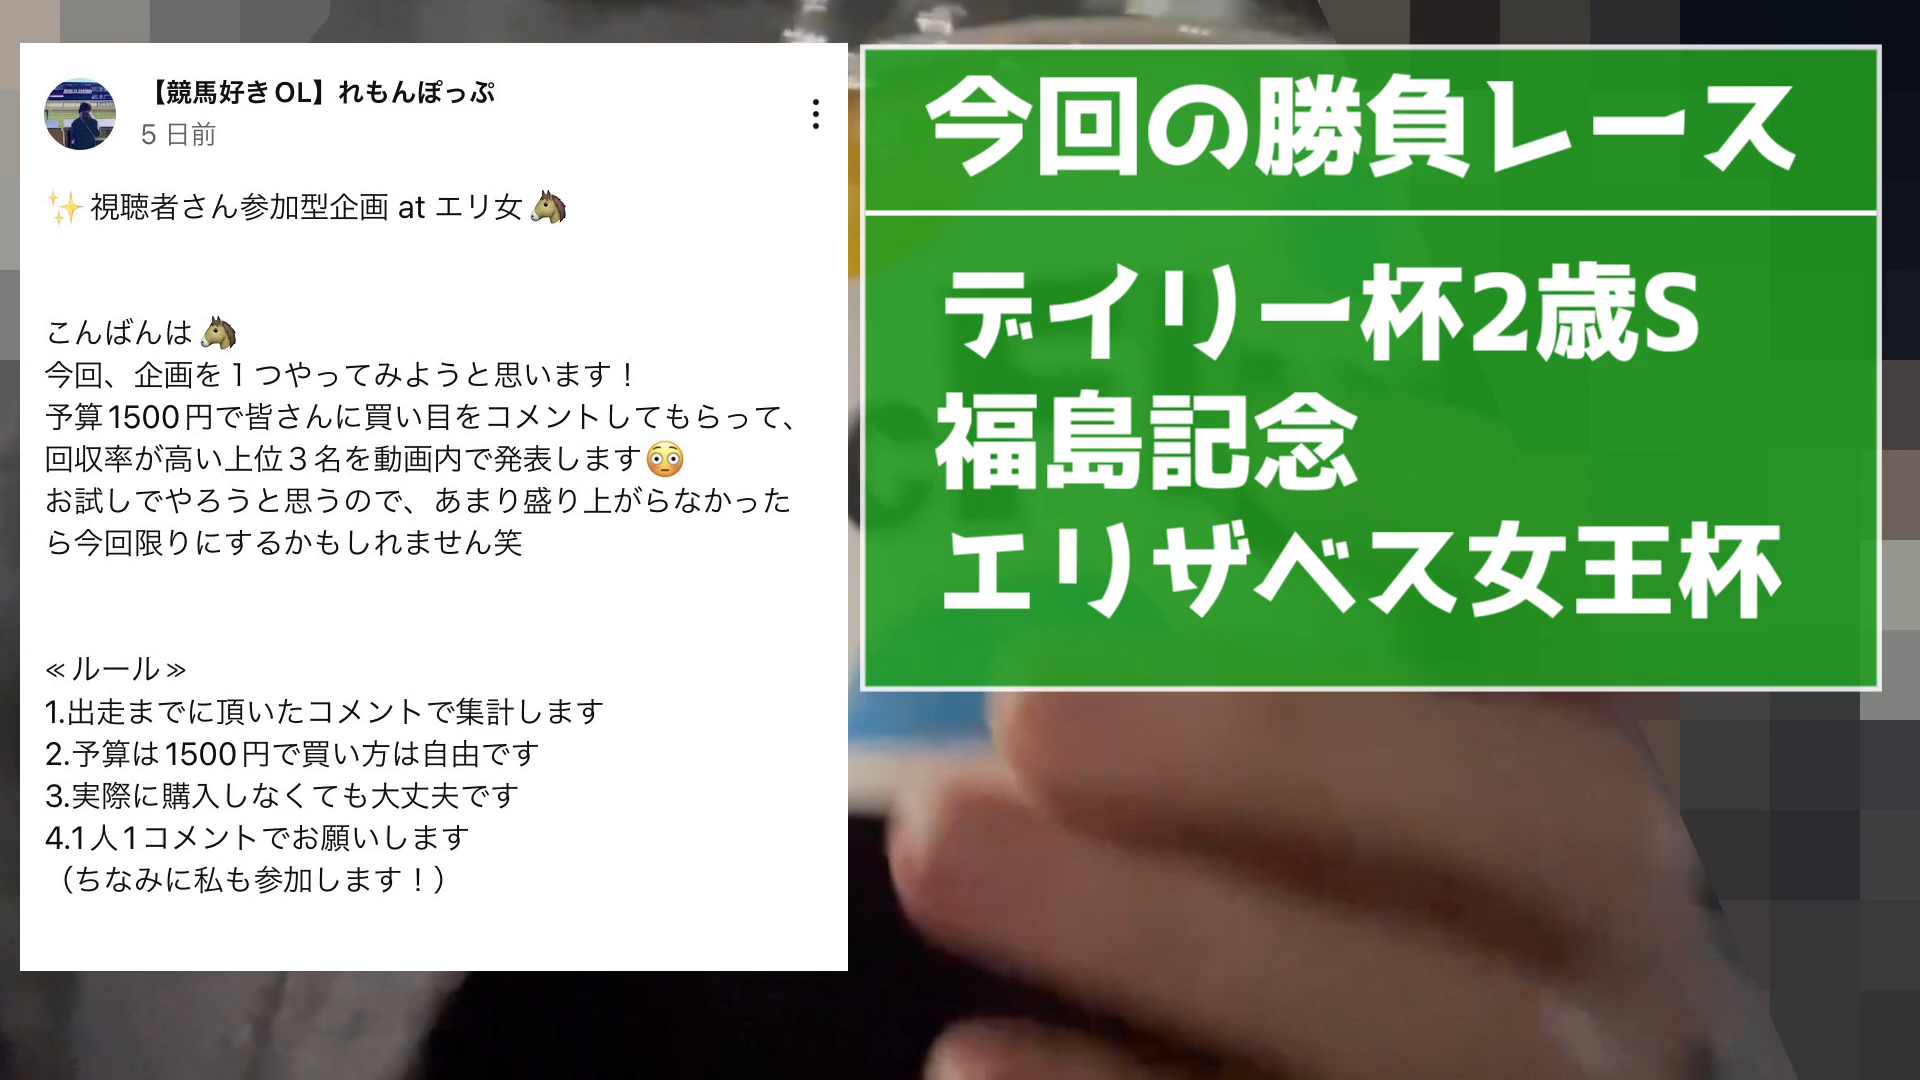 【競馬好きOL】れもんぽっぷ
5 日前
✨視聴者さん参加型企画 at エリ女🐴
こんばんは🐴
今回、企画を１つやってみようと思います！
予算1500円で皆さんに買い目をコメントしてもらって、
回収率が高い上位３名を動画内で発表します😳
お試しでやろうと思うので、あまり盛り上がらなかった
ら今回限りにするかもしれません笑
≪ルール≫
1.出走までに頂いたコメントで集計します
2.予算は1500円で買い方は自由です
3.実際に購入しなくても大丈夫です
4.1人1コメントでお願いします
（ちなみに私も参加します！）
今回の勝負レース
デイリー杯2歳S
福島記念
エリザベス女王杯